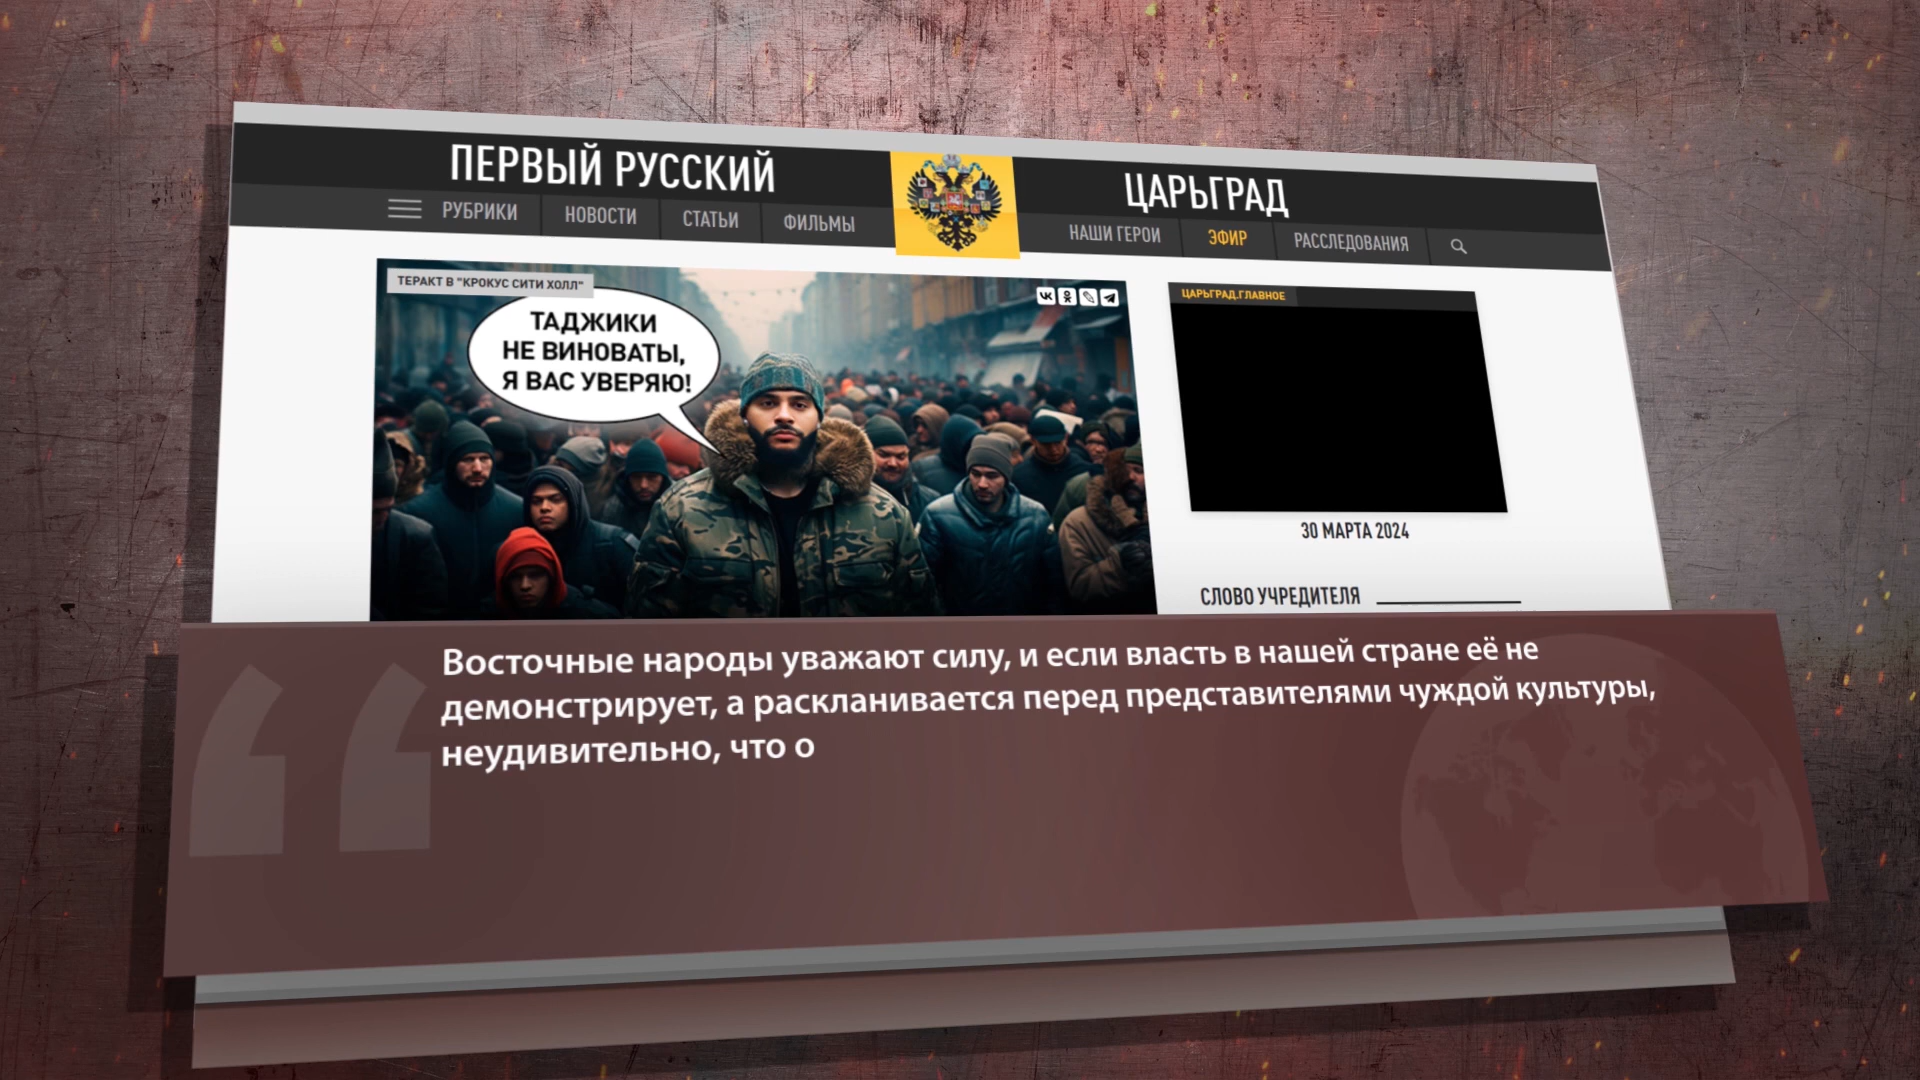 ПЕРВЫЙ РУССКИЙ
ЦАРЬГРАД
РУБРИКИ
НОВОСТИ
СТАТЬИ
ФИЛЬМЫ
НАШИ ГЕРОИ
ЭФИР
РАССЛЕДОВАНИЯ
ТЕРАКТ В "КРОКУС СИТИ ХОЛЛ"
ТАДЖИКИ
НЕ ВИНОВАТЫ,
Я ВАС УВЕРЯЮ!
ЦАРЬГРАД.ГЛАВНОЕ
30 МАРТА 2024
СЛОВО УЧРЕДИТЕЛЯ
Восточные народы уважают силу, и если власть в нашей стране её не
демонстрирует, а раскланивается перед представителями чуждой культуры,
неудивительно, что о